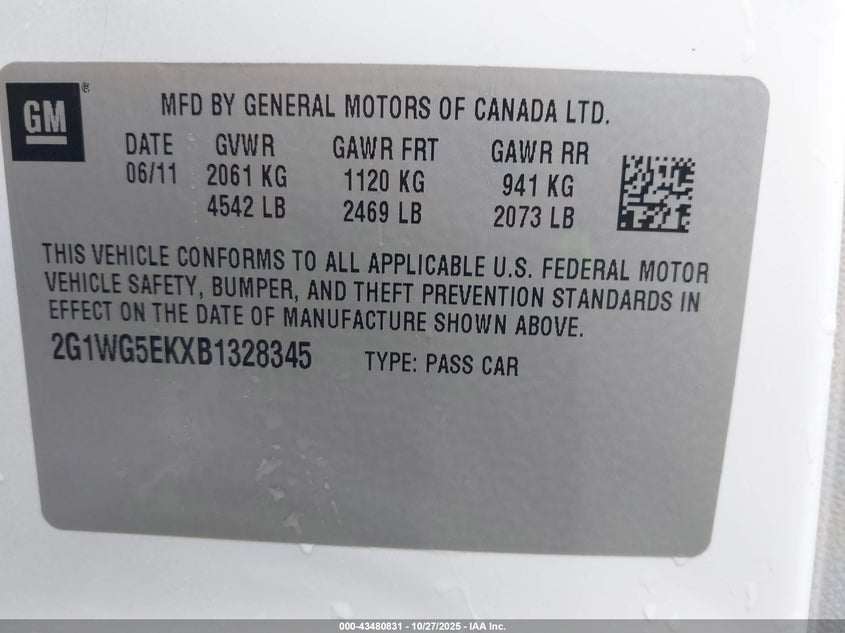 GM ®
MFD BY GENERAL MOTORS OF CANADA LTD.
DATE GVWR GAWR FRT GAWR RR
06/11 2061 KG 1120 KG 941 KG
4542 LB 2469 LB 2073 LB
THIS VEHICLE CONFORMS TO ALL APPLICABLE U.S. FEDERAL MOTOR
VEHICLE SAFETY, BUMPER, AND THEFT PREVENTION STANDARDS IN
EFFECT ON THE DATE OF MANUFACTURE SHOWN ABOVE.
2G1WG5EKXB1328345 TYPE: PASS CAR
000-43480831 - 10/27/2025 - IAA Inc.